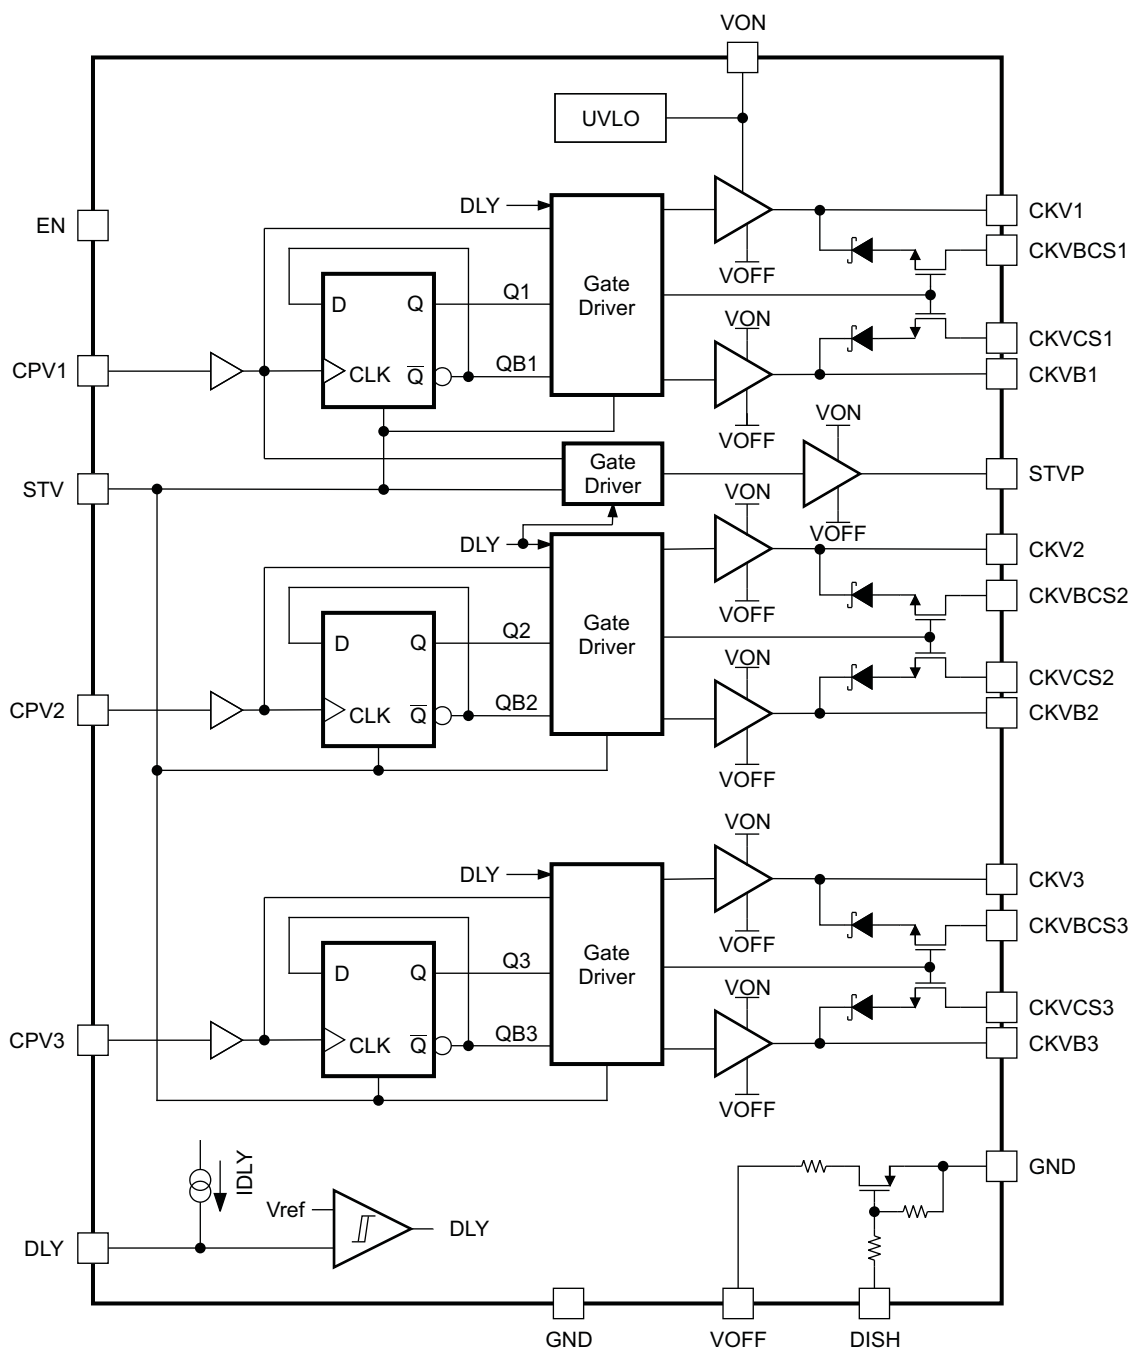 VON
UVLO
DLY
CKV1
EN
CKVBCS1
VOFF
Gate
Driver
D
Q
Q1
VON
CKVCS1
CPV1
CLK
Q̅
QB1
CKVB1
VOFF
VON
Gate
Driver
STV
STVP
VON
VOFF
DLY
CKV2
CKVBCS2
VOFF
Gate
Driver
D
Q
Q2
VON
CKVCS2
CPV2
CLK
Q̅
QB2
CKVB2
VOFF
VON
DLY
CKV3
CKVBCS3
VOFF
Gate
Driver
D
Q
Q3
VON
CKVCS3
CPV3
CLK
Q̅
QB3
CKVB3
VOFF
IDLY
GND
Vref
DLY
DLY
GND
VOFF
DISH